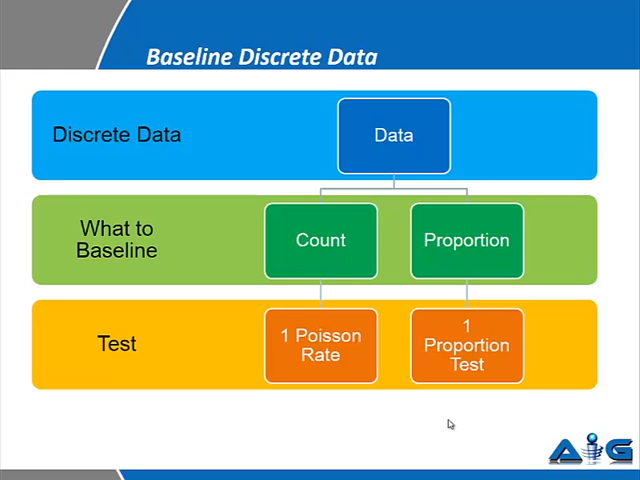 Baseline Discrete Data
Discrete Data
Data
What to
Baseline
Count
Proportion
Test
1 Poisson
Rate
1
Proportion
Test
AiG